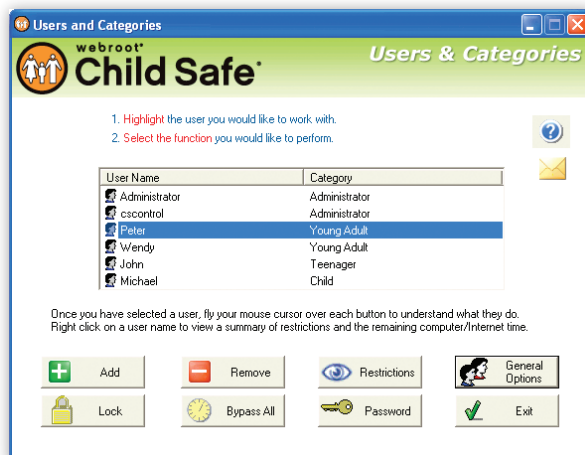 Users and Categories
webroot®
Child Safe®
Users & Categories
1. Highlight the user you would like to work with.
2. Select the function you would like to perform.
User Name Category
Administrator Administrator
cscontrol Administrator
Peter Young Adult
Wendy Young Adult
John Teenager
Michael Child
Once you have selected a user, fly your mouse cursor over each button to understand what they do.
Right click on a user name to view a summary of restrictions and the remaining computer/Internet time.
Add Remove Restrictions General Options
Lock Bypass All Password Exit